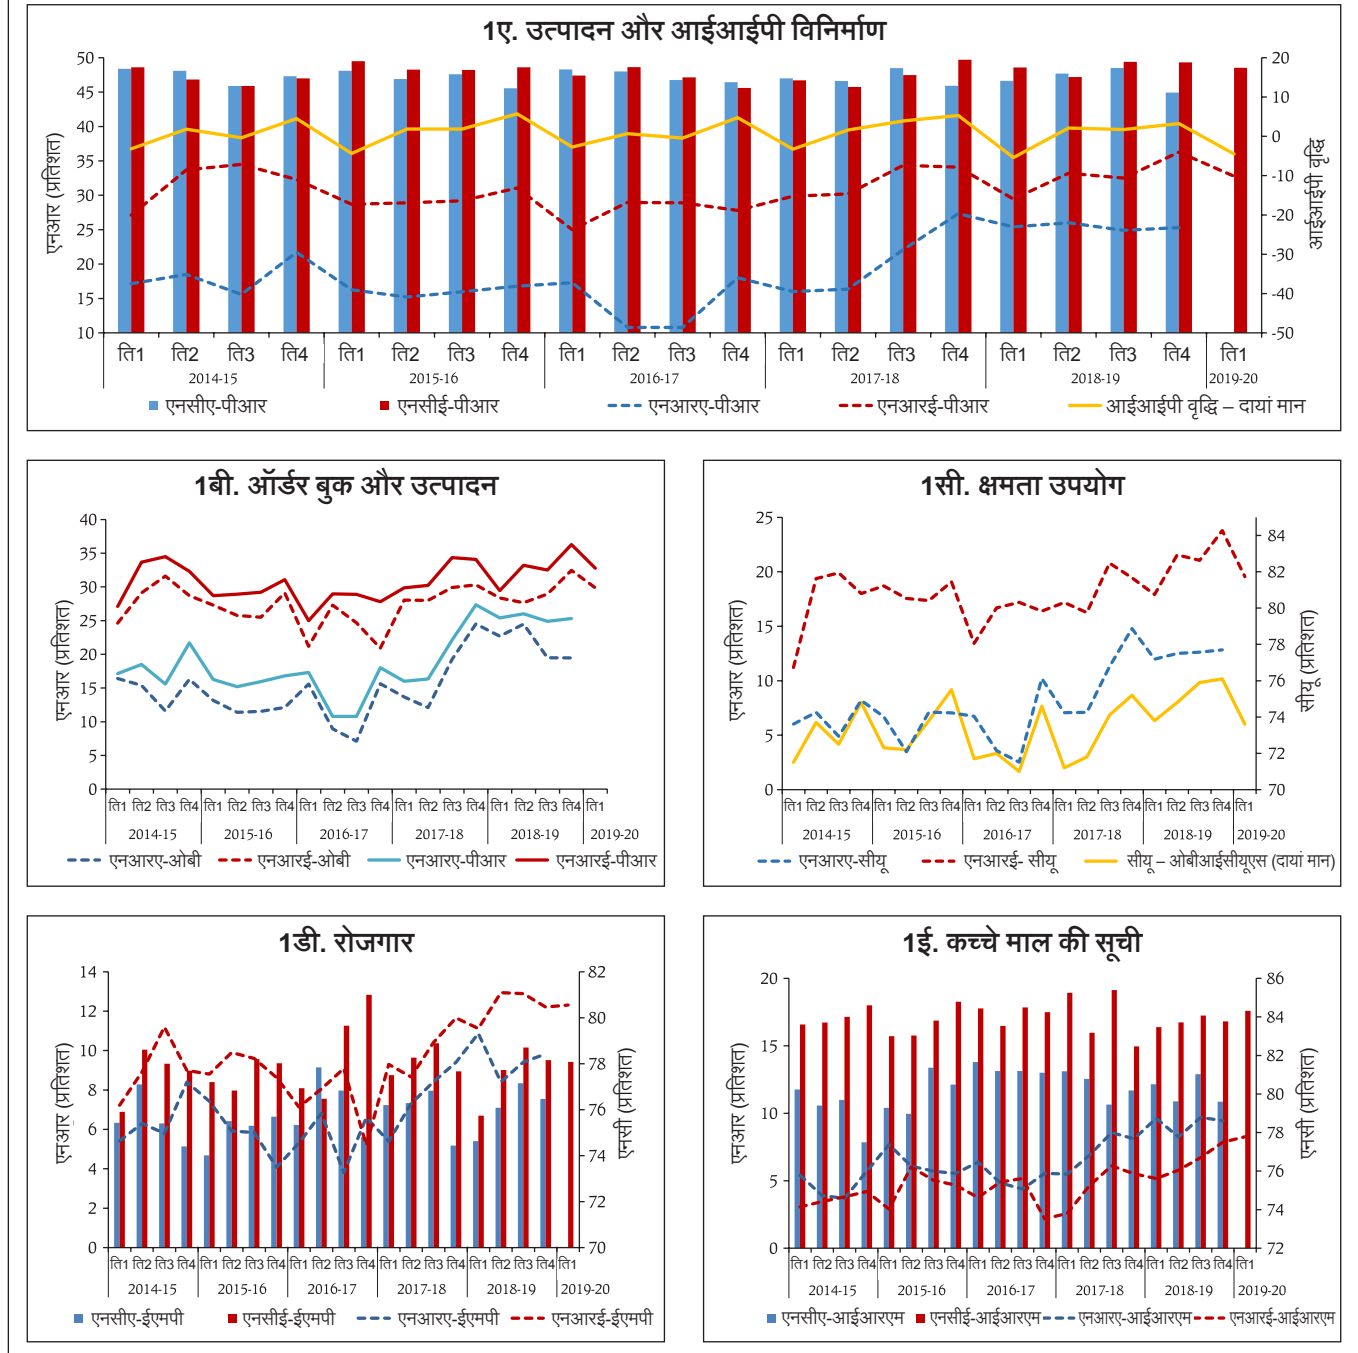 1ए. उत्पादन और आईआईपी विनिर्माण
50 45 40 35 30 25 20 15 10
एनआर (प्रतिशत)
20 10 0 -10 -20 -30 -40 -50
आईआईपी वृद्धि
ति1 ति2 ति3 ति4 ति1 ति2 ति3 ति4 ति1 ति2 ति3 ति4 ति1 ति2 ति3 ति4 ति1 ति2 ति3 ति4 ति1
2014-15 2015-16 2016-17 2017-18 2018-19 2019-20
एनसीए-पीआर एनसीई-पीआर एनआरए-पीआर एनआरई-पीआर आईआईपी वृद्धि – दायां मान
1बी. ऑर्डर बुक और उत्पादन
40 35 30 25 20 15 10 5 0
एनआर (प्रतिशत)
ति1 ति2 ति3 ति4 ति1 ति2 ति3 ति4 ति1 ति2 ति3 ति4 ति1 ति2 ति3 ति4 ति1 ति2 ति3 ति4 ति1
2014-15 2015-16 2016-17 2017-18 2018-19 2019-20
एनआरए-ओबी एनआरई-ओबी एनआरए-पीआर एनआरई-पीआर
1सी. क्षमता उपयोग
25 20 15 10 5 0
एनआर (प्रतिशत)
84 82 80 78 76 74 72 70
सीयू (प्रतिशत)
ति1 ति2 ति3 ति4 ति1 ति2 ति3 ति4 ति1 ति2 ति3 ति4 ति1 ति2 ति3 ति4 ति1 ति2 ति3 ति4 ति1
2014-15 2015-16 2016-17 2017-18 2018-19 2019-20
एनआरए-सीयू एनआरई- सीयू सीयू – ओबीआईसीयूएस (दायां मान)
1डी. रोजगार
14 12 10 8 6 4 2 0
एनआर (प्रतिशत)
82 80 78 76 74 72 70
एनसी (प्रतिशत)
ति1 ति2 ति3 ति4 ति1 ति2 ति3 ति4 ति1 ति2 ति3 ति4 ति1 ति2 ति3 ति4 ति1 ति2 ति3 ति4 ति1
2014-15 2015-16 2016-17 2017-18 2018-19 2019-20
एनसीए-ईएमपी एनसीई-ईएमपी एनआरए-ईएमपी एनआरई-ईएमपी
1ई. कच्चे माल की सूची
20 15 10 5 0
एनआर (प्रतिशत)
86 84 82 80 78 76 74 72
एनसी (प्रतिशत)
ति1 ति2 ति3 ति4 ति1 ति2 ति3 ति4 ति1 ति2 ति3 ति4 ति1 ति2 ति3 ति4 ति1 ति2 ति3 ति4 ति1
2014-15 2015-16 2016-17 2017-18 2018-19 2019-20
एनसीए-आईआरएम एनसीई-आईआरएम एनआरए-आईआरएम एनआरई-आईआरएम